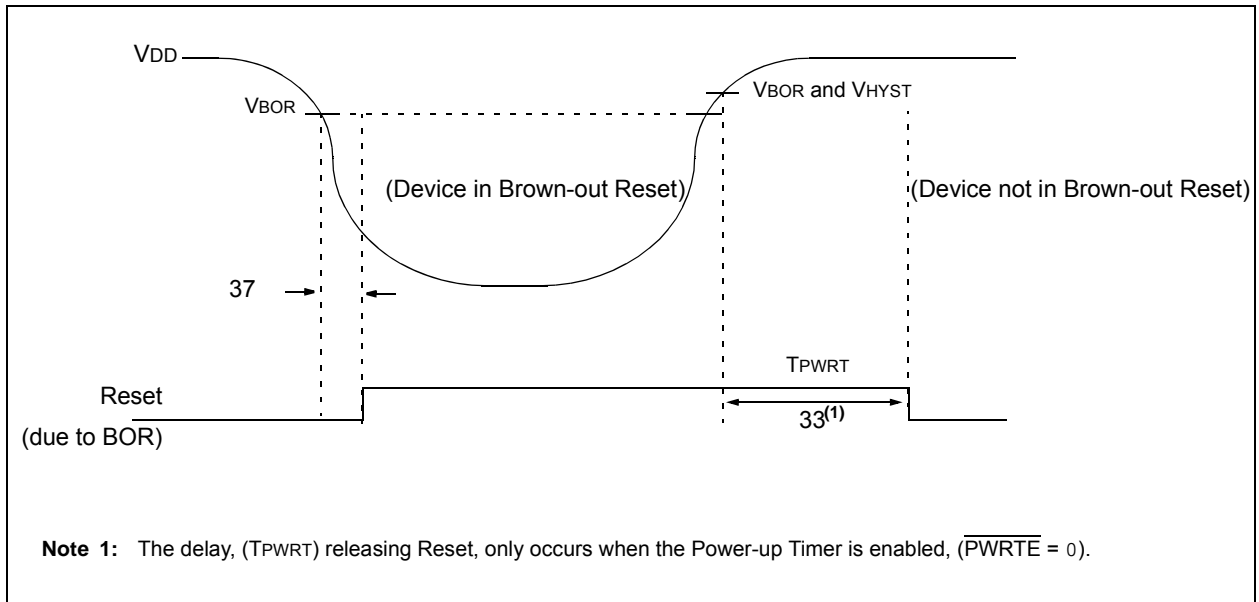 VDD
VBOR
VBOR and VHYST
(Device in Brown-out Reset)
(Device not in Brown-out Reset)
37
TPWRT
Reset
33(1)
(due to BOR)
Note 1: The delay, (TPWRT) releasing Reset, only occurs when the Power-up Timer is enabled, (PWRTE = 0).